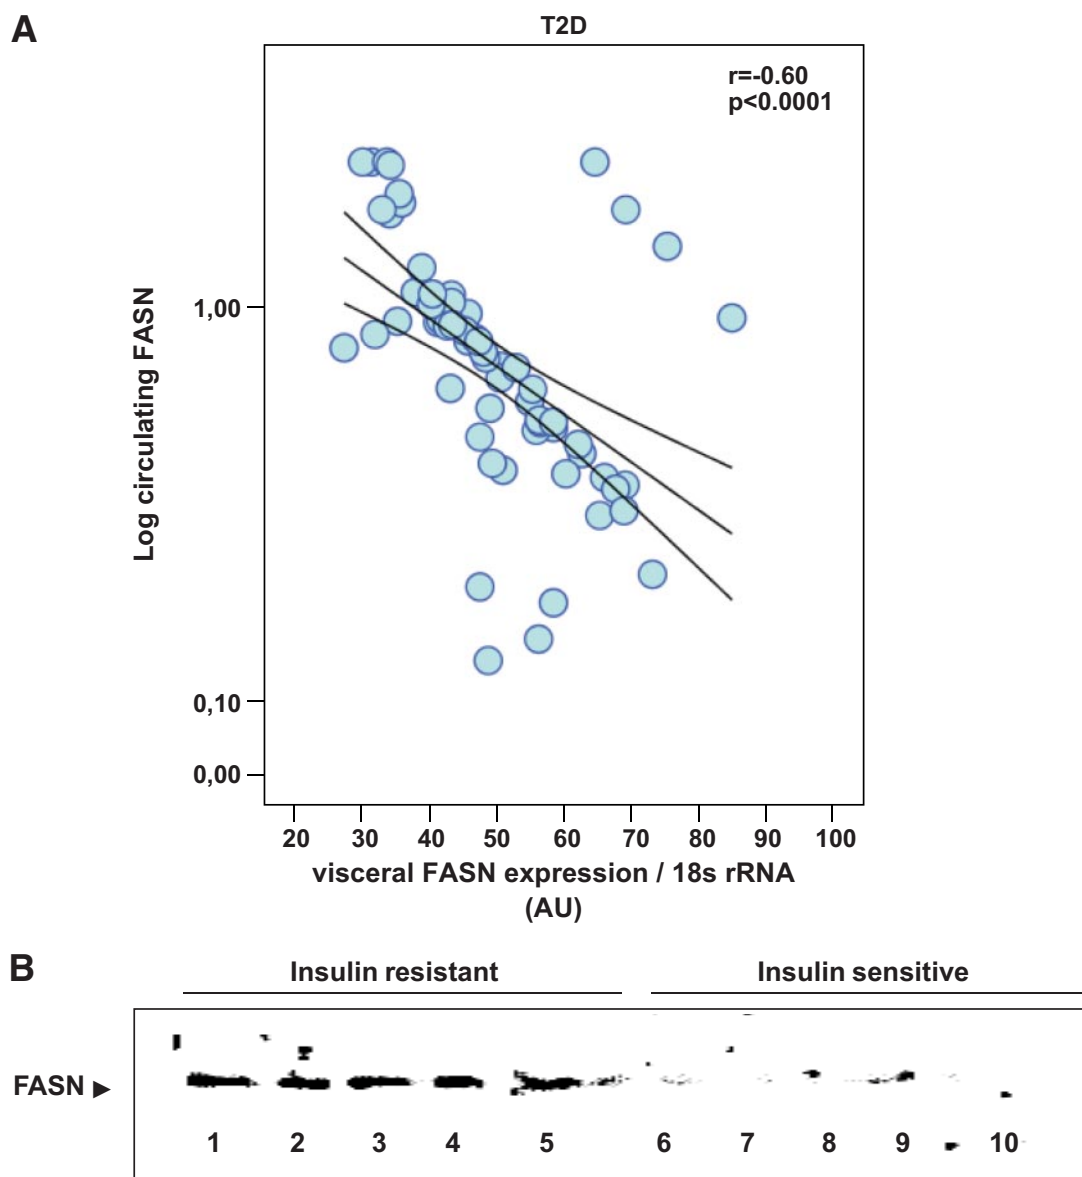 A
T2D
r=-0.60
p<0.0001
Log circulating FASN
1,00
0,10
0,00
20 30 40 50 60 70 80 90 100
visceral FASN expression / 18s rRNA
(AU)
B
Insulin resistant Insulin sensitive
FASN ►
1 2 3 4 5 6 7 8 9 10